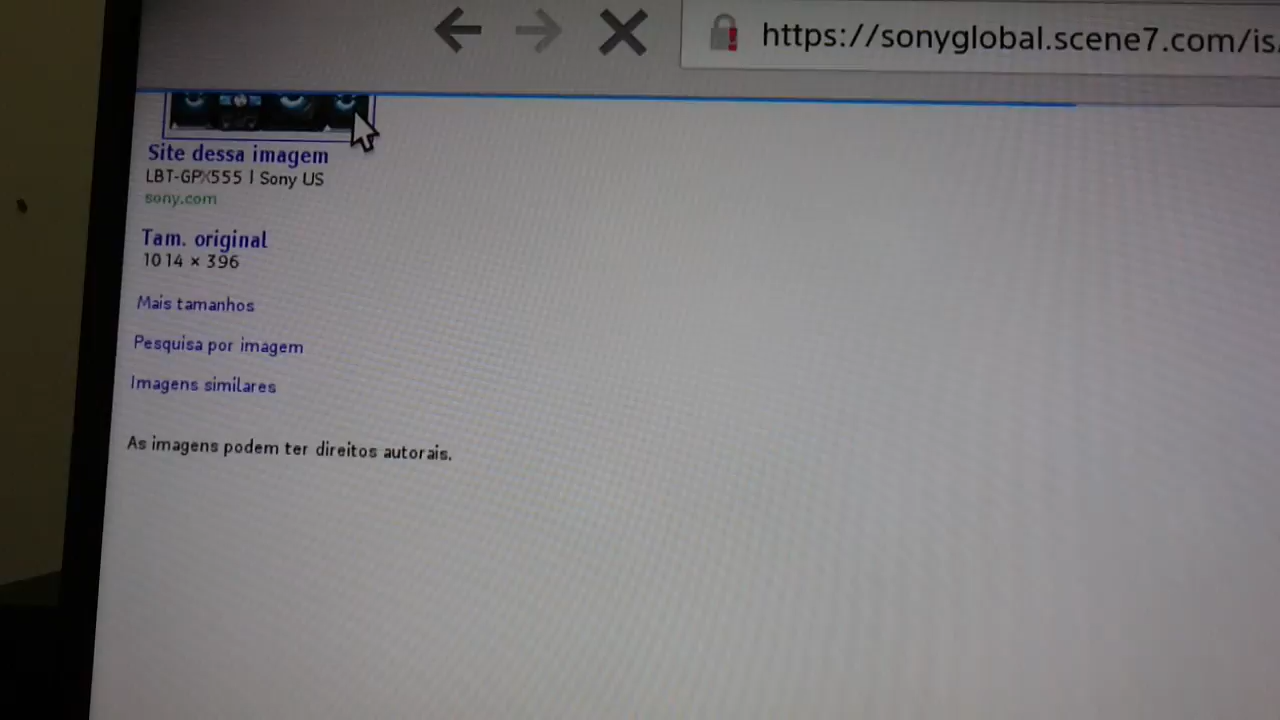 https://sonyglobal.scene7.com/is
Site dessa imagem
LBT-GPX555 | Sony US
sony.com
Tam. original
1014 × 396
Mais tamanhos
Pesquisa por imagem
Imagens similares
As imagens podem ter direitos autorais.